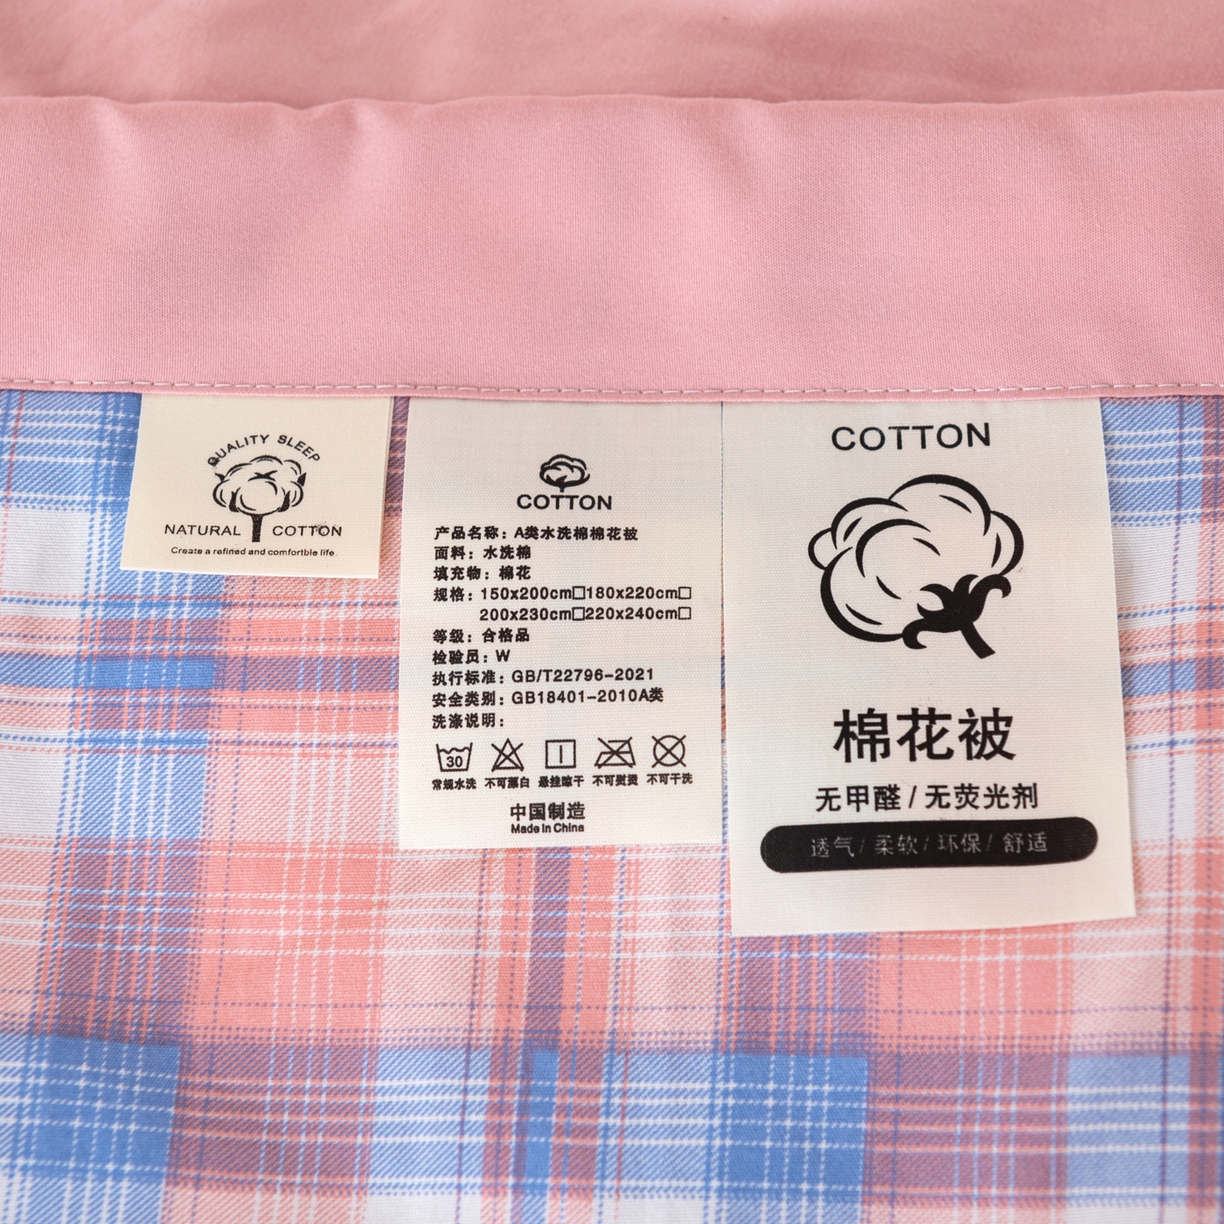 QUALITY SLEEP
NATURAL COTTON
Create a refined and comfortble life.
COTTON
产品名称：A类水洗棉棉花被
面料：水洗棉
填充物：棉花
规格：150x200cm□180x220cm□
200x230cm□220x240cm□
等级：合格品
检验员：W
执行标准：GB/T22796-2021
安全类别：GB18401-2010A类
洗涤说明：
30
常规水洗 不可漂白 悬挂晾干 不可熨烫 不可干洗
中国制造
Made in China
COTTON
棉花被
无甲醛 / 无荧光剂
透气 / 柔软 / 环保 / 舒适